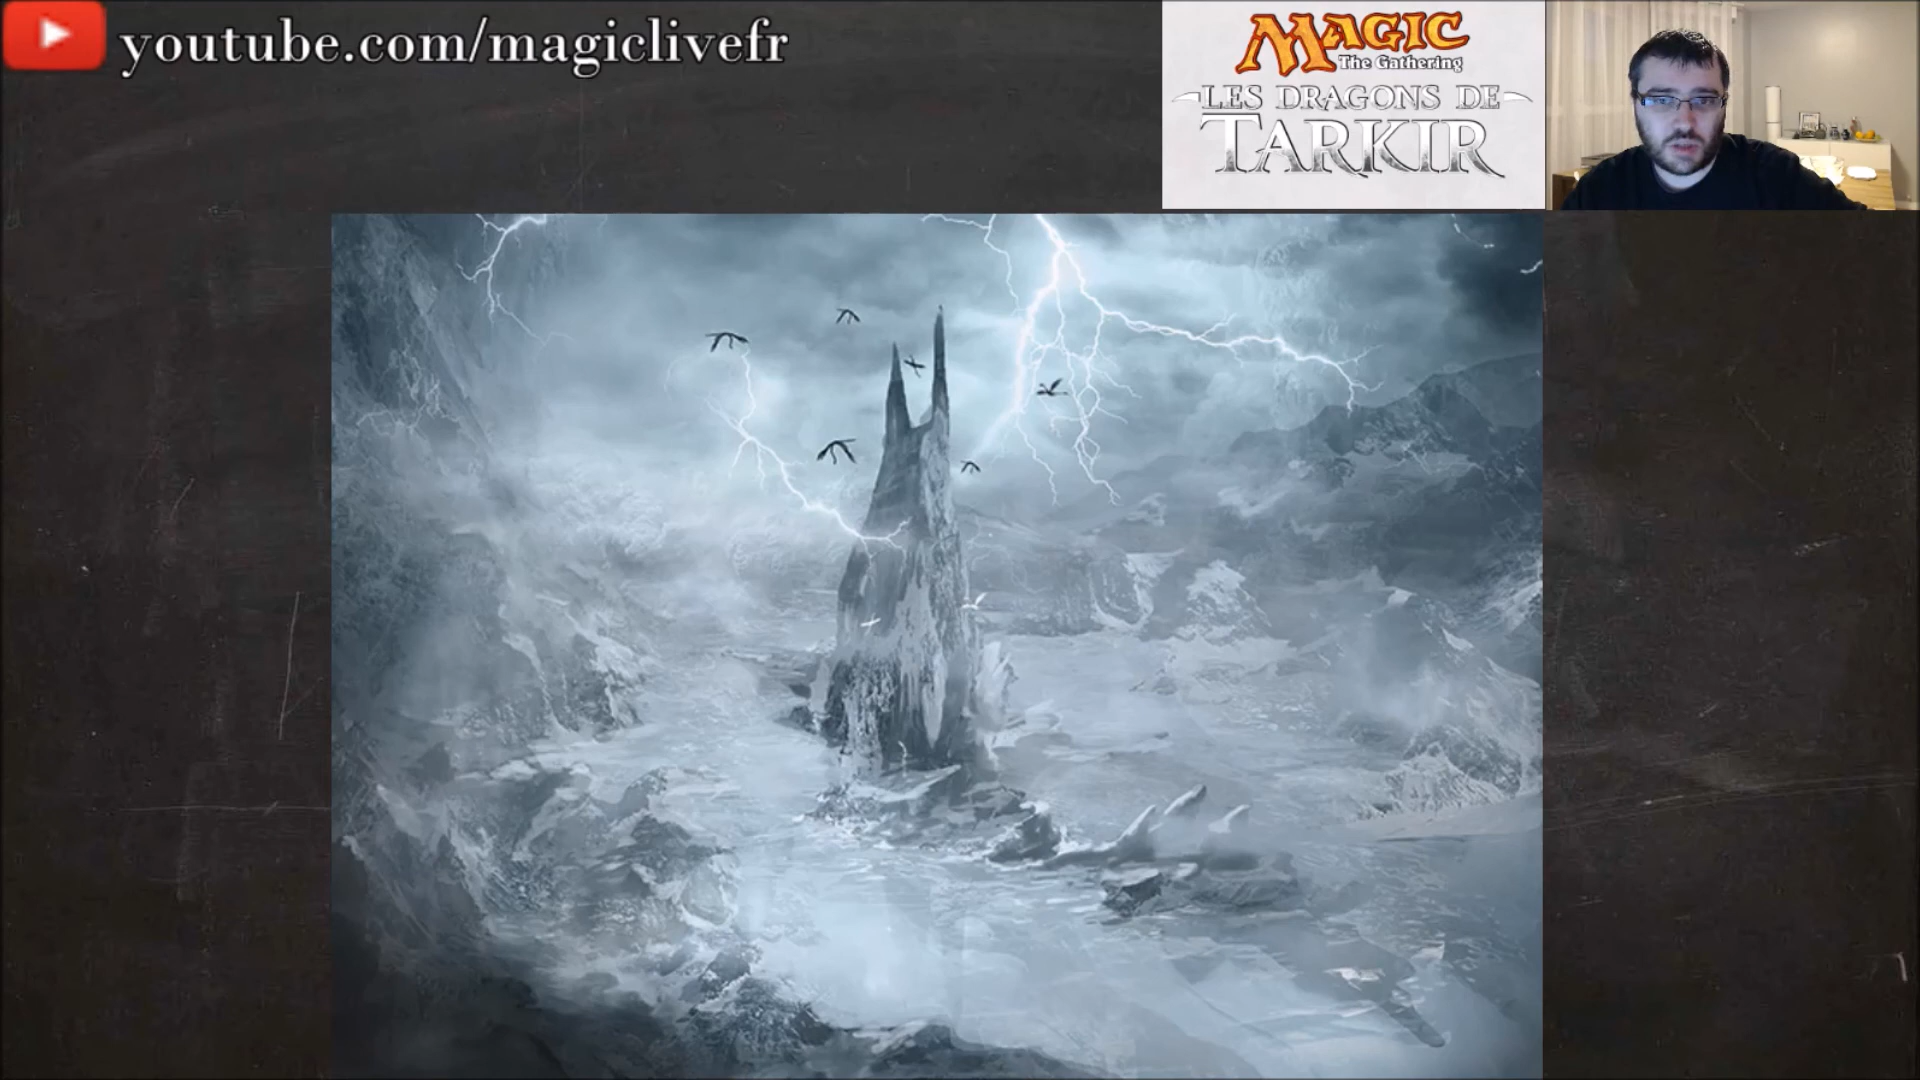 youtube.com/magiclivefr
MAGIC
The Gathering
LES DRAGONS DE
TARKIR